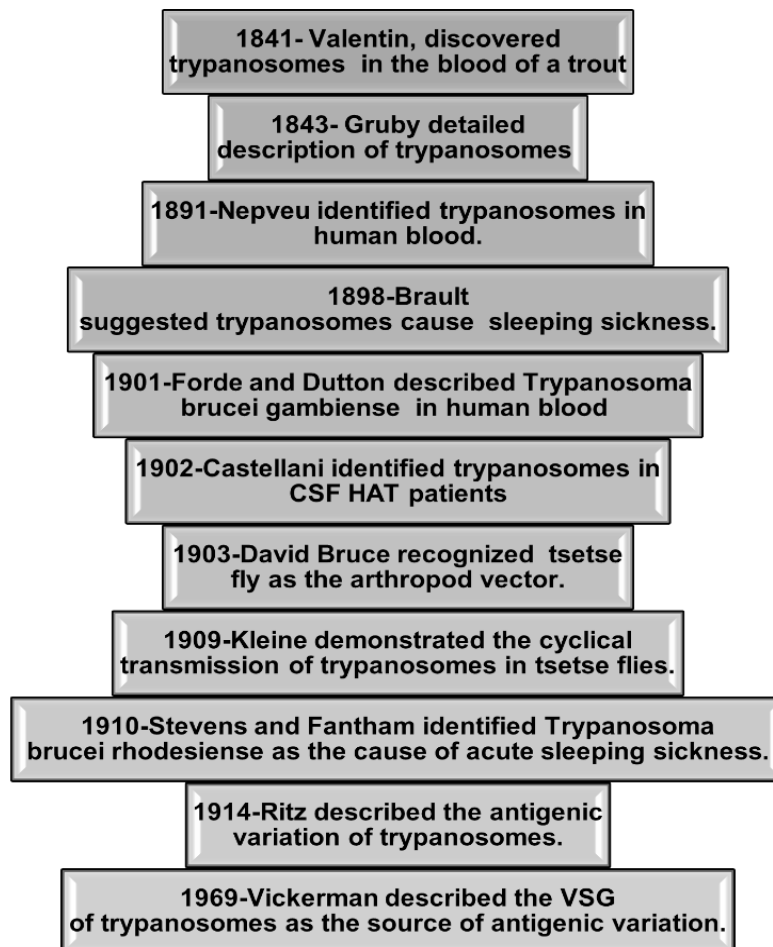 1841- Valentin, discovered
trypanosomes in the blood of a trout
1843- Gruby detailed
description of trypanosomes
1891-Nepveu identified trypanosomes in
human blood.
1898-Brault
suggested trypanosomes cause sleeping sickness.
1901-Forde and Dutton described Trypanosoma
brucei gambiense in human blood
1902-Castellani identified trypanosomes in
CSF HAT patients
1903-David Bruce recognized tsetse
fly as the arthropod vector.
1909-Kleine demonstrated the cyclical
transmission of trypanosomes in tsetse flies.
1910-Stevens and Fantham identified Trypanosoma
brucei rhodesiense as the cause of acute sleeping sickness.
1914-Ritz described the antigenic
variation of trypanosomes.
1969-Vickerman described the VSG
of trypanosomes as the source of antigenic variation.